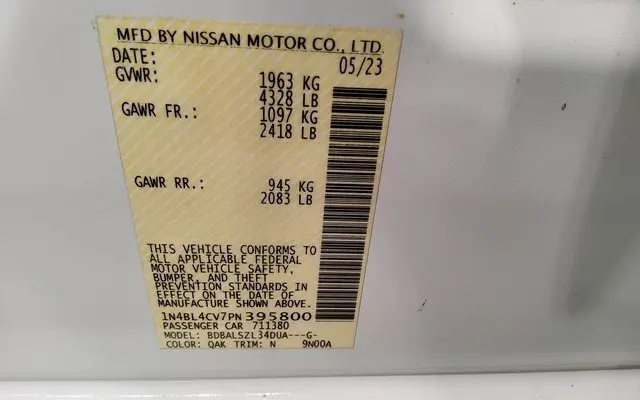 MFD BY NISSAN MOTOR CO., LTD.
DATE: 05/23
GVWR: 1963 KG
4328 LB
GAWR FR.: 1097 KG
2418 LB
GAWR RR.: 945 KG
2083 LB
THIS VEHICLE CONFORMS TO
ALL APPLICABLE FEDERAL
MOTOR VEHICLE SAFETY,
BUMPER, AND THEFT
PREVENTION STANDARDS IN
EFFECT ON THE DATE OF
MANUFACTURE SHOWN ABOVE.
1N4BL4CV7PN395800
PASSENGER CAR 711380
MODEL: BDBALSZL34DUA---G-
COLOR: QAK TRIM: N 9N00A